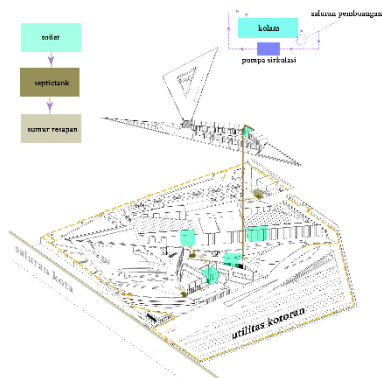 saluran pembuangan
toilet
kolam
pompa sirkulasi
septictank
sumur resapan
saluran kota
utilitas kotoran